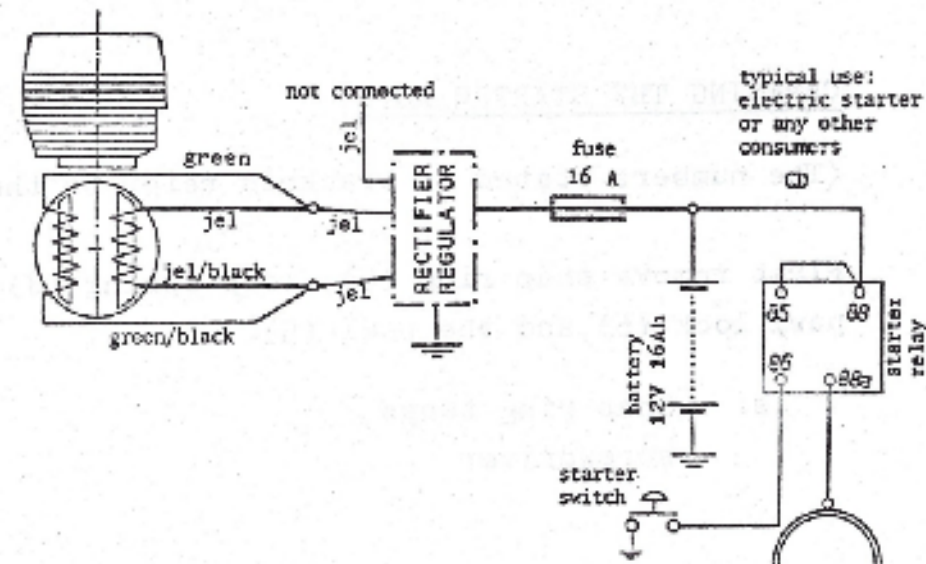 typical use:
electric starter
or any other
consumers
not connected
jel
green
fuse
16 A
CD
jel
jel
RECTIFIER
REGULATOR
jel/black
jel
green/black
85
88
86
88a
starter
relay
battery
12V 16Ah
starter
switch